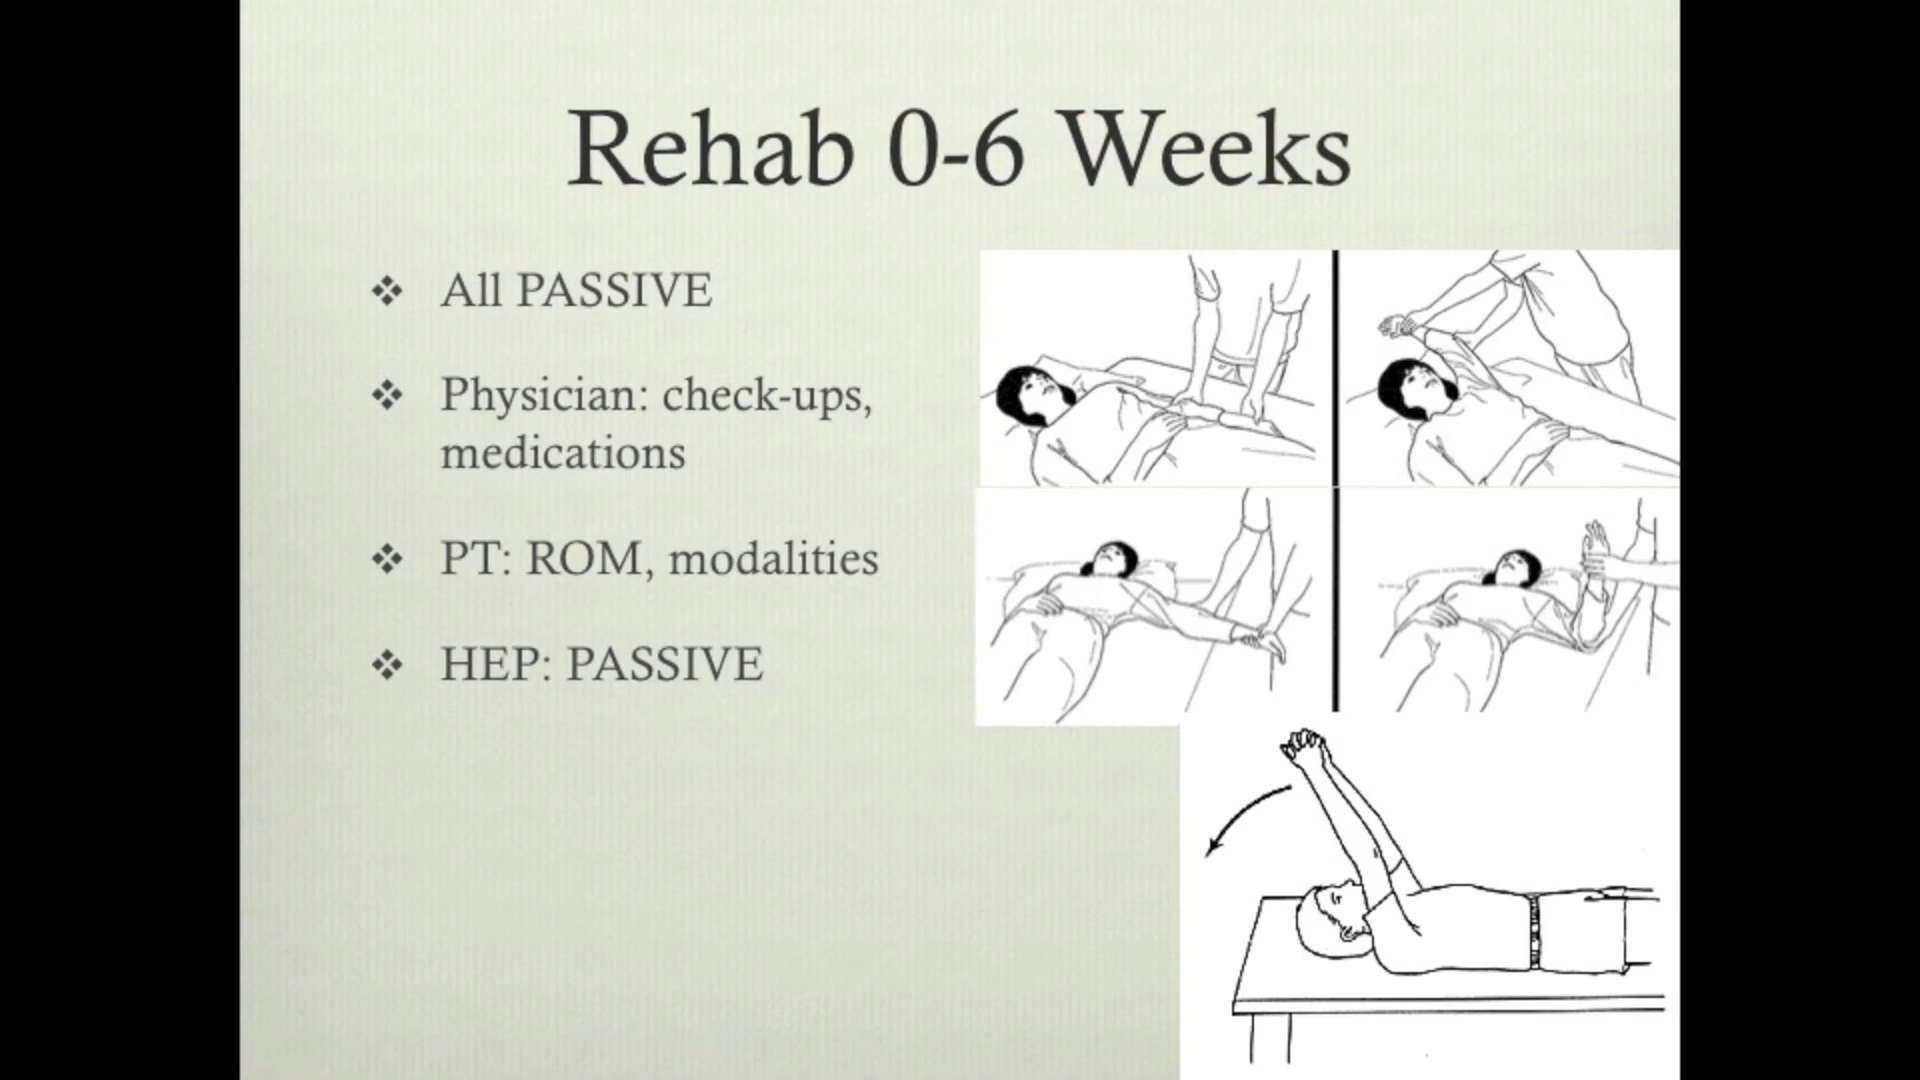 Rehab 0-6 Weeks
All PASSIVE
Physician: check-ups,
medications
PT: ROM, modalities
HEP: PASSIVE